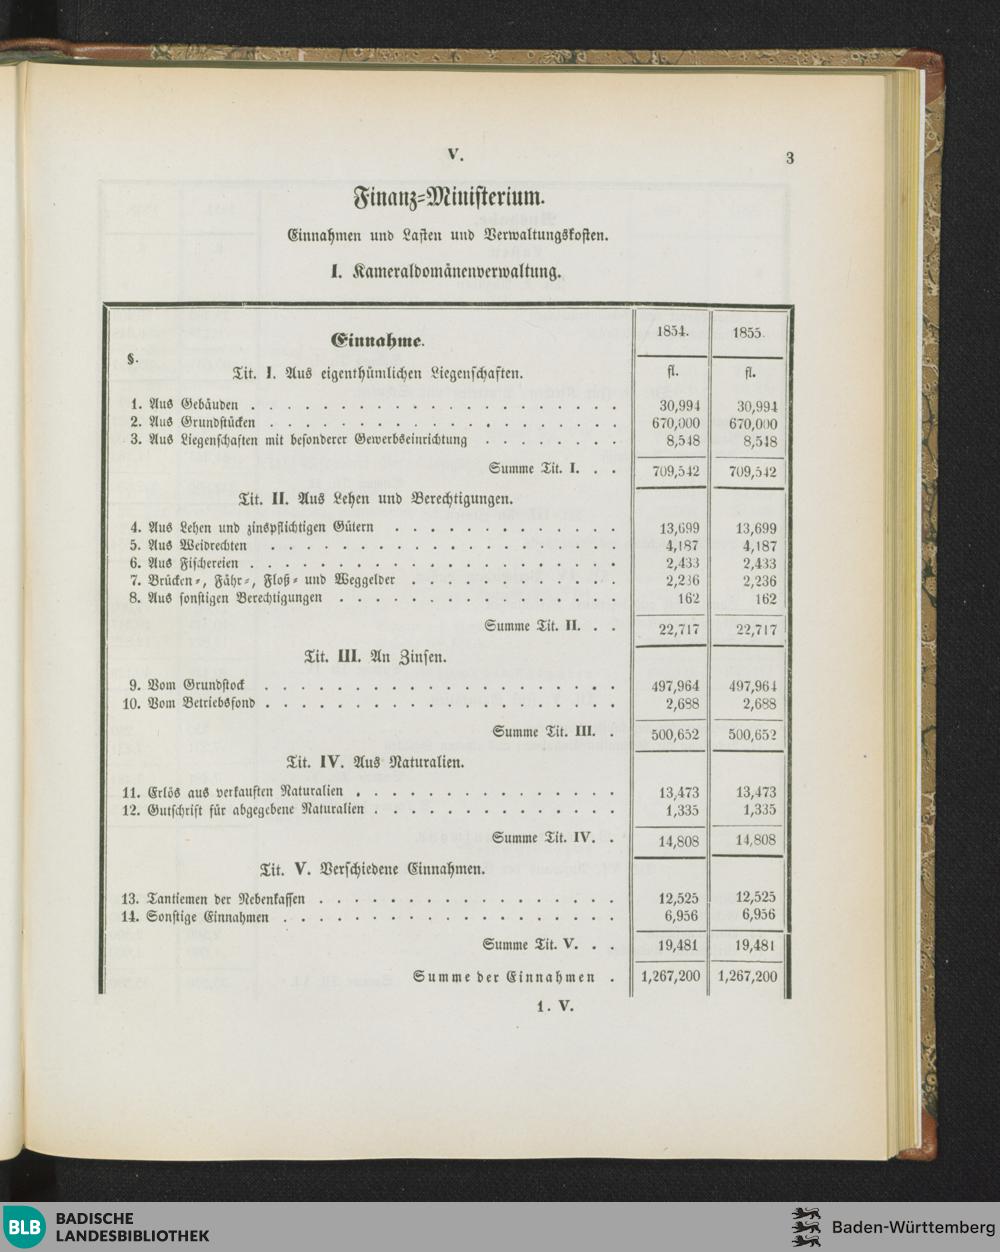 V.
3
Finanz-Ministerium.
Einnahmen und Lasten und Verwaltungskosten.
I. Kameraldomänenverwaltung.
Einnahme. 1854. 1855.
§.
Tit. I. Aus eigenthümlichen Liegenschaften. fl. fl.
1. Aus Gebäuden . . . 30,994 30,994
2. Aus Grundstücken . . . 670,000 670,000
3. Aus Liegenschaften mit besonderer Gewerbseinrichtung . . . 8,548 8,548
Summe Tit. I. . . 709,542 709,542
Tit. II. Aus Lehen und Berechtigungen.
4. Aus Lehen und zinspflichtigen Gütern . . . 13,699 13,699
5. Aus Weidrechten . . . 4,187 4,187
6. Aus Fischereien . . . 2,433 2,433
7. Brücken-, Fähr-, Floß- und Weggelder . . . 2,236 2,236
8. Aus sonstigen Berechtigungen . . . 162 162
Summe Tit. II. . . 22,717 22,717
Tit. III. An Zinsen.
9. Vom Grundstock . . . 497,964 497,964
10. Vom Betriebsfond . . . 2,688 2,688
Summe Tit. III. . 500,652 500,652
Tit. IV. Aus Naturalien.
11. Erlös aus verkauften Naturalien . . . 13,473 13,473
12. Gutschrift für abgegebene Naturalien . . . 1,335 1,335
Summe Tit. IV. . 14,808 14,808
Tit. V. Verschiedene Einnahmen.
13. Tantiemen der Nebenkassen . . . 12,525 12,525
14. Sonstige Einnahmen . . . 6,956 6,956
Summe Tit. V. . . 19,481 19,481
Summe der Einnahmen . 1,267,200 1,267,200
1. V.
BLB BADISCHE
LANDESBIBLIOTHEK
Baden-Württemberg